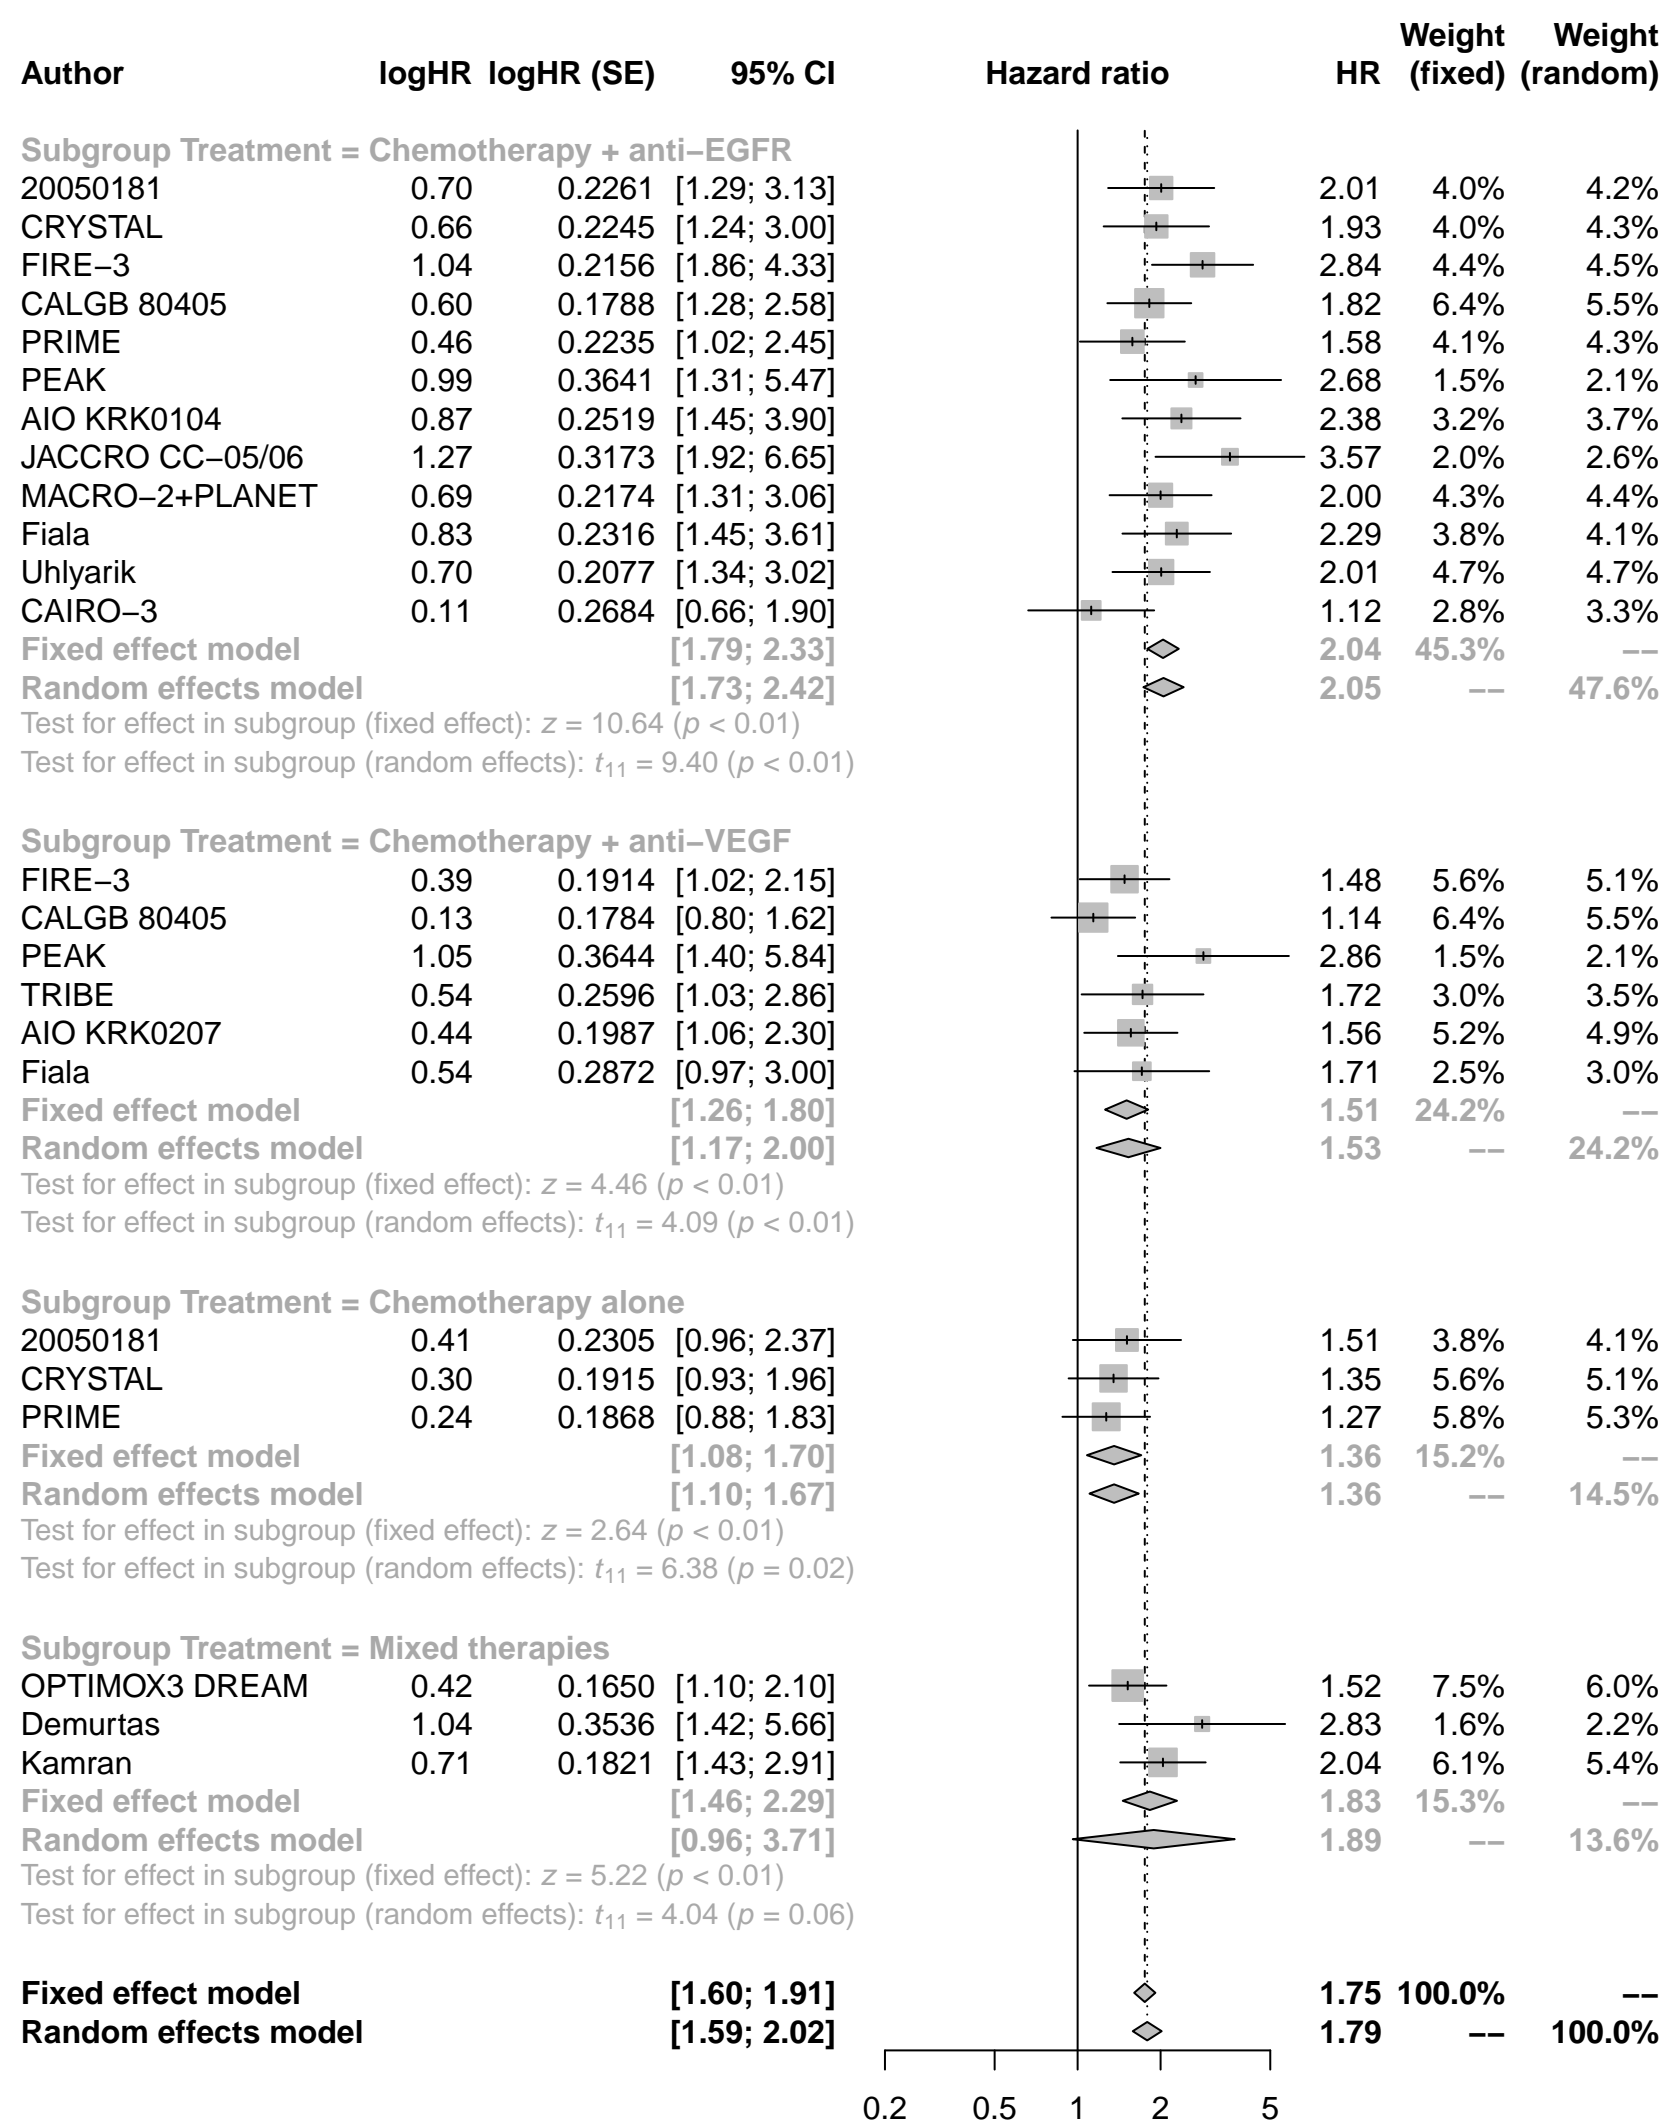 Weight Weight
Author logHR logHR (SE) 95% CI Hazard ratio HR (fixed) (random)
Subgroup Treatment = Chemotherapy + anti−EGFR
20050181 0.70 0.2261 [1.29; 3.13] 2.01 4.0% 4.2%
CRYSTAL 0.66 0.2245 [1.24; 3.00] 1.93 4.0% 4.3%
FIRE−3 1.04 0.2156 [1.86; 4.33] 2.84 4.4% 4.5%
CALGB 80405 0.60 0.1788 [1.28; 2.58] 1.82 6.4% 5.5%
PRIME 0.46 0.2235 [1.02; 2.45] 1.58 4.1% 4.3%
PEAK 0.99 0.3641 [1.31; 5.47] 2.68 1.5% 2.1%
AIO KRK0104 0.87 0.2519 [1.45; 3.90] 2.38 3.2% 3.7%
JACCRO CC−05/06 1.27 0.3173 [1.92; 6.65] 3.57 2.0% 2.6%
MACRO−2+PLANET 0.69 0.2174 [1.31; 3.06] 2.00 4.3% 4.4%
Fiala 0.83 0.2316 [1.45; 3.61] 2.29 3.8% 4.1%
Uhlyarik 0.70 0.2077 [1.34; 3.02] 2.01 4.7% 4.7%
CAIRO−3 0.11 0.2684 [0.66; 1.90] 1.12 2.8% 3.3%
Fixed effect model [1.79; 2.33] 2.04 45.3% −−
Random effects model [1.73; 2.42] 2.05 −− 47.6%
Test for effect in subgroup (fixed effect): z = 10.64 (p < 0.01)
Test for effect in subgroup (random effects): t11 = 9.40 (p < 0.01)
Subgroup Treatment = Chemotherapy + anti−VEGF
FIRE−3 0.39 0.1914 [1.02; 2.15] 1.48 5.6% 5.1%
CALGB 80405 0.13 0.1784 [0.80; 1.62] 1.14 6.4% 5.5%
PEAK 1.05 0.3644 [1.40; 5.84] 2.86 1.5% 2.1%
TRIBE 0.54 0.2596 [1.03; 2.86] 1.72 3.0% 3.5%
AIO KRK0207 0.44 0.1987 [1.06; 2.30] 1.56 5.2% 4.9%
Fiala 0.54 0.2872 [0.97; 3.00] 1.71 2.5% 3.0%
Fixed effect model [1.26; 1.80] 1.51 24.2% −−
Random effects model [1.17; 2.00] 1.53 −− 24.2%
Test for effect in subgroup (fixed effect): z = 4.46 (p < 0.01)
Test for effect in subgroup (random effects): t11 = 4.09 (p < 0.01)
Subgroup Treatment = Chemotherapy alone
20050181 0.41 0.2305 [0.96; 2.37] 1.51 3.8% 4.1%
CRYSTAL 0.30 0.1915 [0.93; 1.96] 1.35 5.6% 5.1%
PRIME 0.24 0.1868 [0.88; 1.83] 1.27 5.8% 5.3%
Fixed effect model [1.08; 1.70] 1.36 15.2% −−
Random effects model [1.10; 1.67] 1.36 −− 14.5%
Test for effect in subgroup (fixed effect): z = 2.64 (p < 0.01)
Test for effect in subgroup (random effects): t11 = 6.38 (p = 0.02)
Subgroup Treatment = Mixed therapies
OPTIMOX3 DREAM 0.42 0.1650 [1.10; 2.10] 1.52 7.5% 6.0%
Demurtas 1.04 0.3536 [1.42; 5.66] 2.83 1.6% 2.2%
Kamran 0.71 0.1821 [1.43; 2.91] 2.04 6.1% 5.4%
Fixed effect model [1.46; 2.29] 1.83 15.3% −−
Random effects model [0.96; 3.71] 1.89 −− 13.6%
Test for effect in subgroup (fixed effect): z = 5.22 (p < 0.01)
Test for effect in subgroup (random effects): t11 = 4.04 (p = 0.06)
Fixed effect model [1.60; 1.91] 1.75 100.0% −−
Random effects model [1.59; 2.02] 1.79 −− 100.0%
0.2 0.5 1 2 5